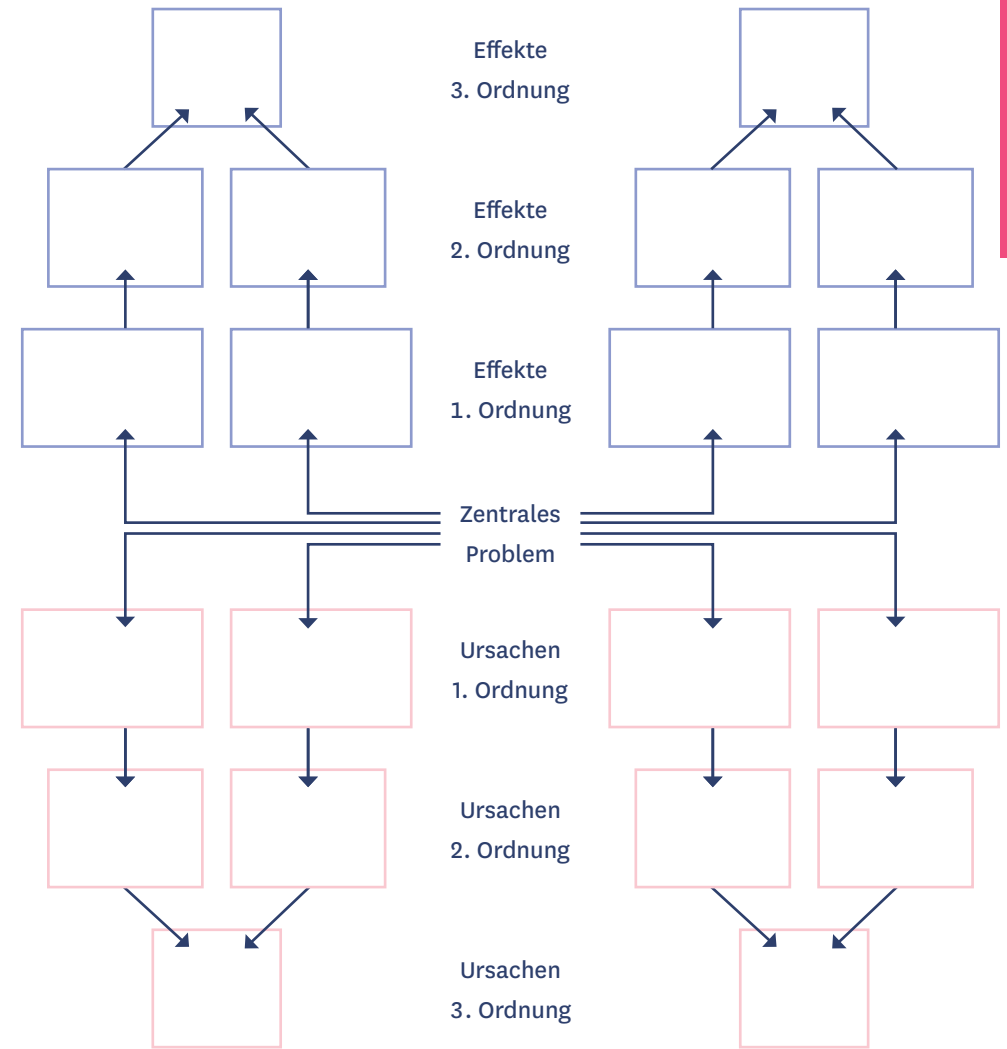 Effekte
3. Ordnung
Effekte
2. Ordnung
Effekte
1. Ordnung
Zentrales
Problem
Ursachen
1. Ordnung
Ursachen
2. Ordnung
Ursachen
3. Ordnung